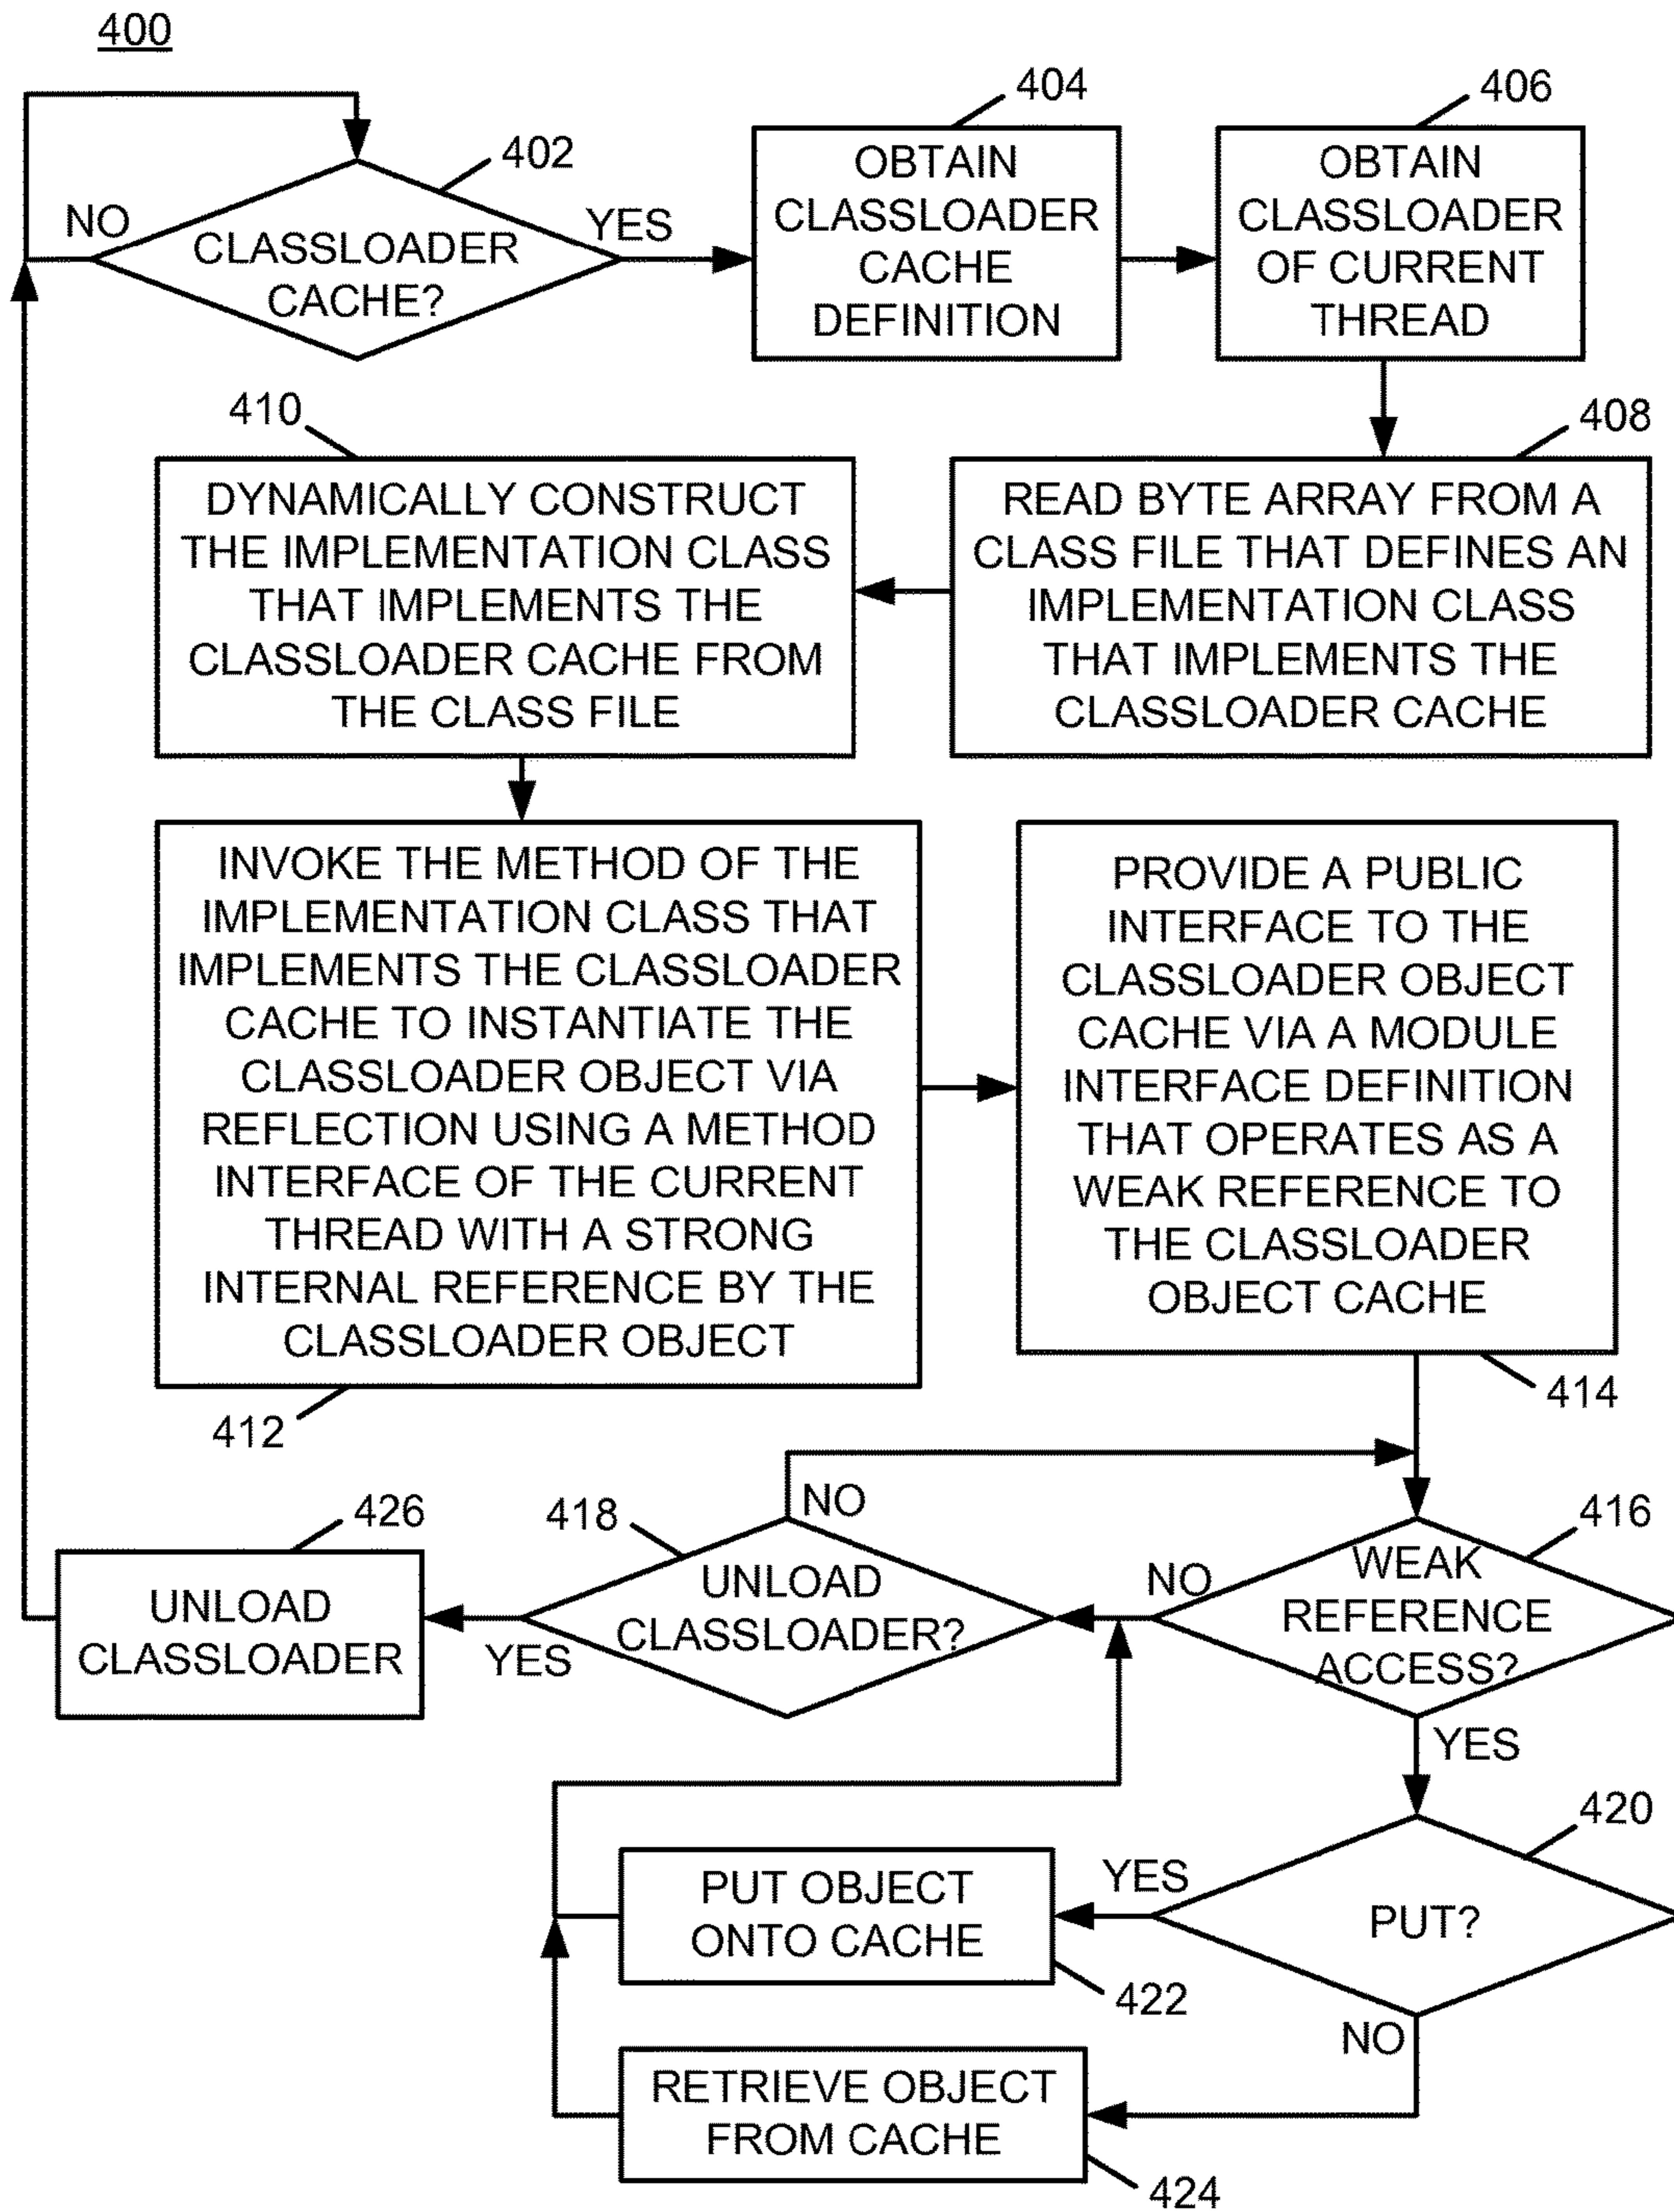 400
402
CLASSLOADER
CACHE?
NO
YES
404
OBTAIN
CLASSLOADER
CACHE
DEFINITION
406
OBTAIN
CLASSLOADER
OF CURRENT
THREAD
408
READ BYTE ARRAY FROM A
CLASS FILE THAT DEFINES AN
IMPLEMENTATION CLASS
THAT IMPLEMENTS THE
CLASSLOADER CACHE
410
DYNAMICALLY CONSTRUCT
THE IMPLEMENTATION CLASS
THAT IMPLEMENTS THE
CLASSLOADER CACHE FROM
THE CLASS FILE
INVOKE THE METHOD OF THE
IMPLEMENTATION CLASS THAT
IMPLEMENTS THE CLASSLOADER
CACHE TO INSTANTIATE THE
CLASSLOADER OBJECT VIA
REFLECTION USING A METHOD
INTERFACE OF THE CURRENT
THREAD WITH A STRONG
INTERNAL REFERENCE BY THE
CLASSLOADER OBJECT
412
PROVIDE A PUBLIC
INTERFACE TO THE
CLASSLOADER OBJECT
CACHE VIA A MODULE
INTERFACE DEFINITION
THAT OPERATES AS A
WEAK REFERENCE TO
THE CLASSLOADER
OBJECT CACHE
414
416
WEAK
REFERENCE
ACCESS?
NO
YES
418
UNLOAD
CLASSLOADER?
NO
YES
426
UNLOAD
CLASSLOADER
420
PUT?
YES
NO
PUT OBJECT
ONTO CACHE
422
RETRIEVE OBJECT
FROM CACHE
424